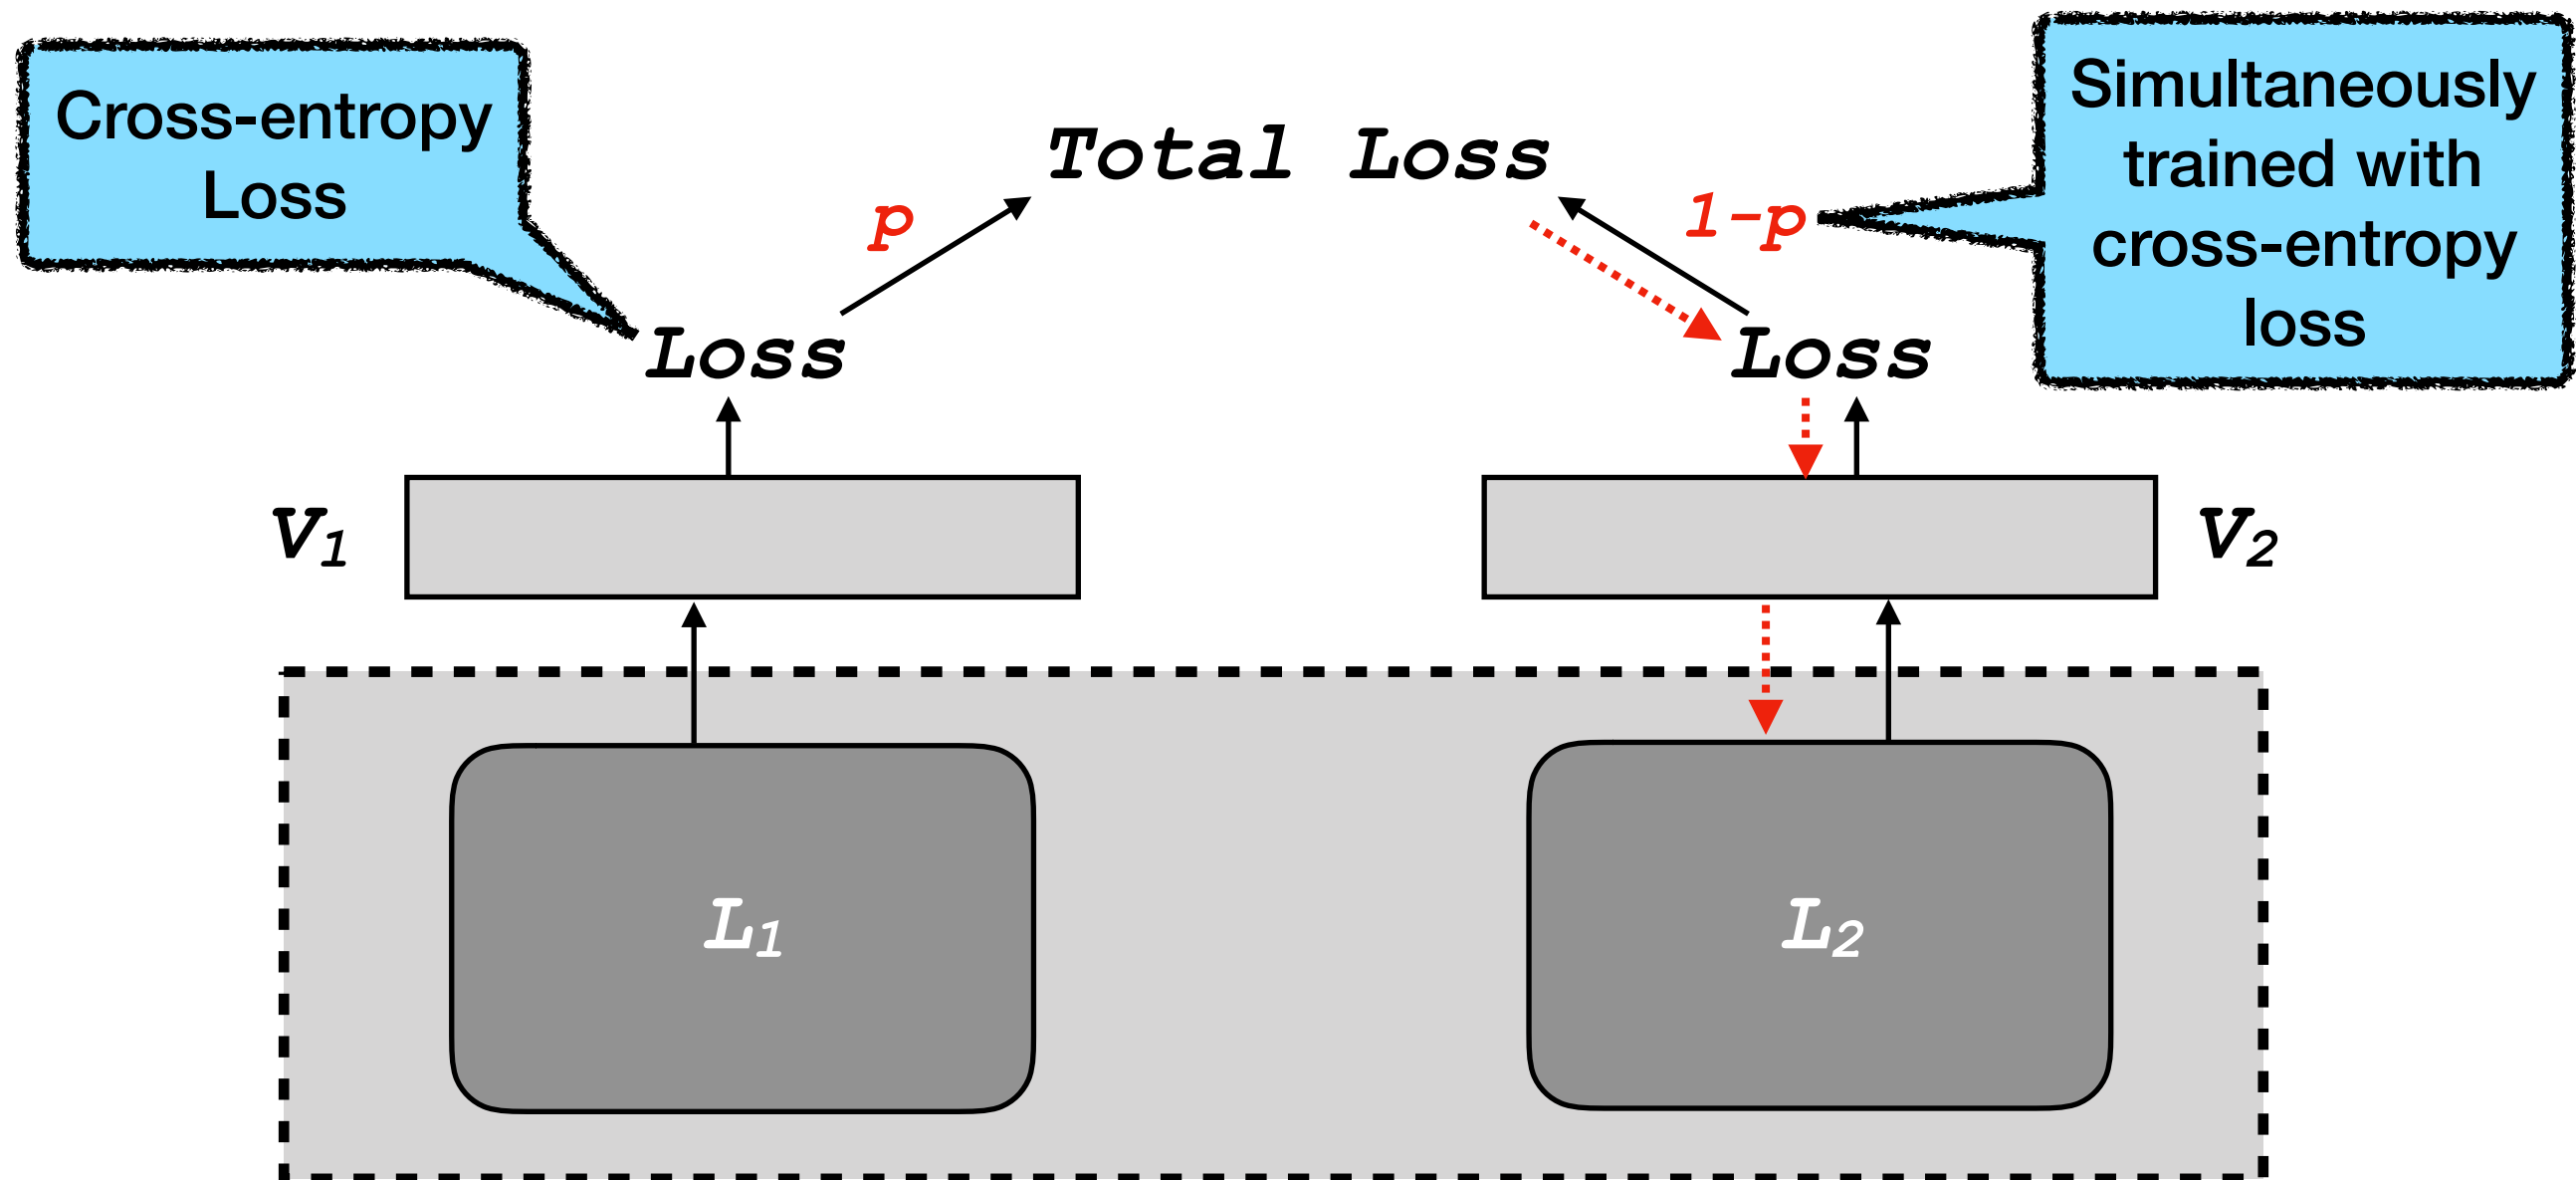 Cross-entropy
Loss
Simultaneously
trained with
cross-entropy
loss
Total Loss
p
1-p
Loss
Loss
V1
V2
L1
L2